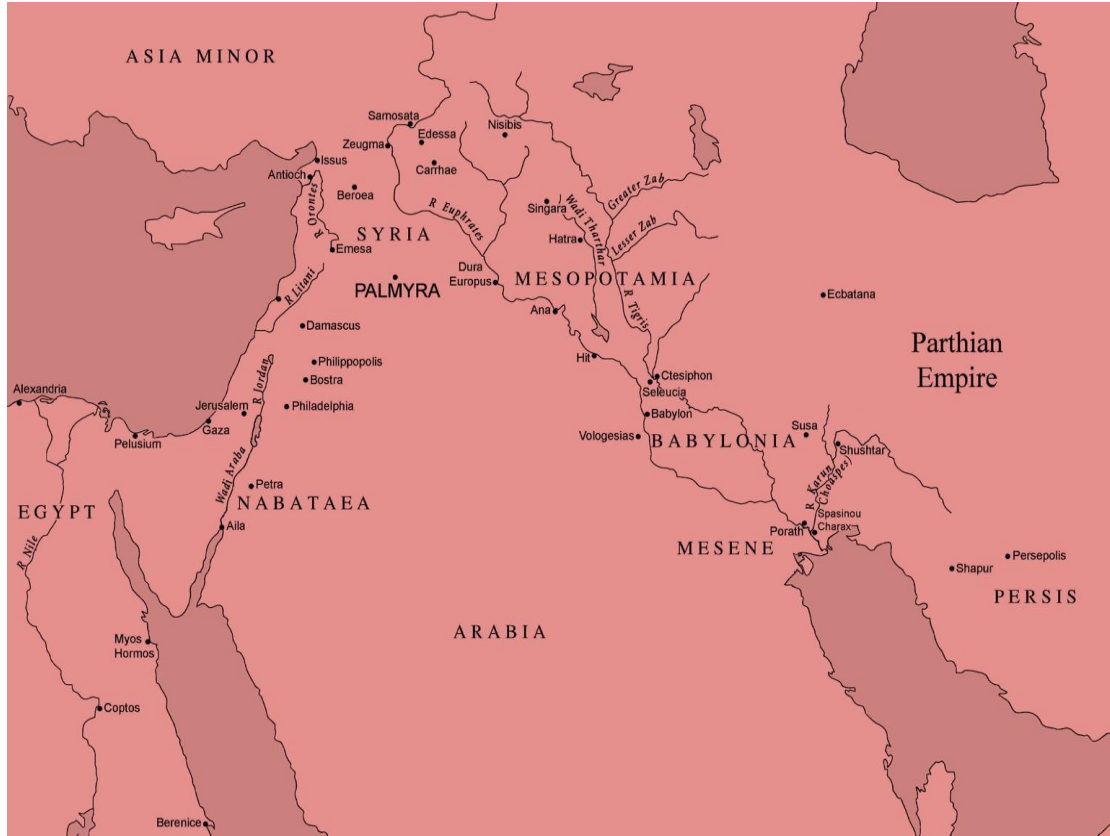 ASIA MINOR
Samosata
Edessa
Nisibis
Zeugma
Issus
Carrhae
Antioch
Beroea
R Orontes
Greater Zab
Singara
Wadi Tharthar
R Euphrates
SYRIA
Hatra
Lesser Zab
Emesa
Dura
Europus
MESOPOTAMIA
R Litani
PALMYRA
R Tigris
Ecbatana
Ana
Damascus
Parthian
Empire
Hit
Philippopolis
R Jordan
Bostra
Ctesiphon
Seleucia
Alexandria
Jerusalem
Philadelphia
Babylon
Gaza
Pelusium
Vologesias
BABYLONIA
Susa
Shushtar
Wadi Araba
Petra
R Karun
(Chouspes)
NABATAEA
EGYPT
Aila
Spasinou
Charax
Porath
R Nile
MESENE
Persepolis
Shapur
PERSIS
ARABIA
Myos
Hormos
Coptos
Berenice